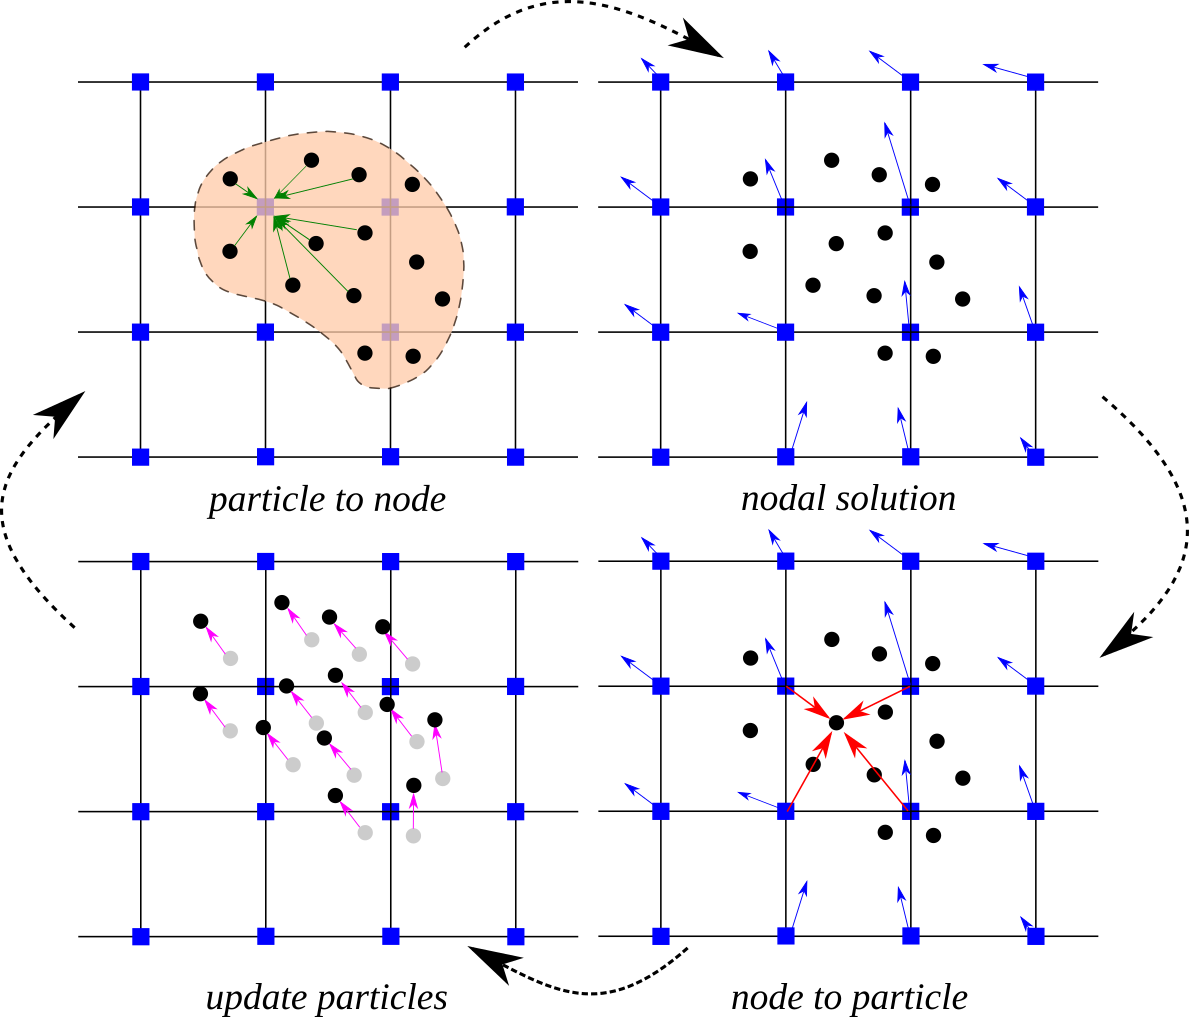 particle to node
nodal solution
update particles
node to particle